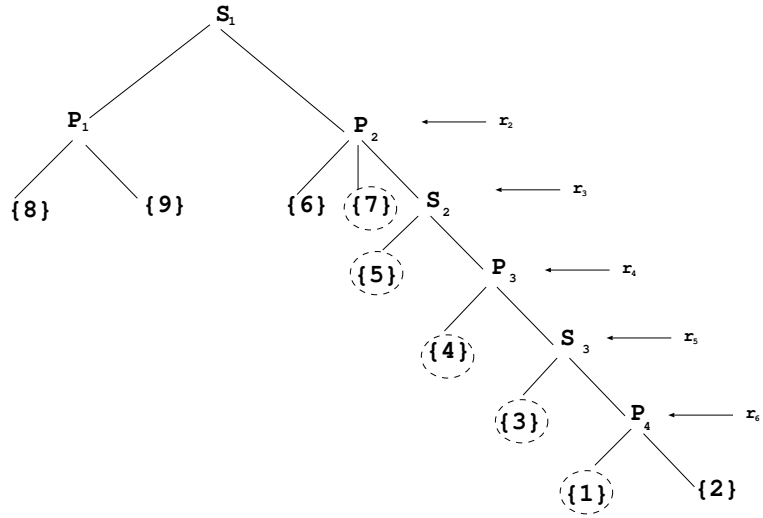 S₁
P₁ P₂ r₂
{8} {9} {6} {7} S₂ r₃
{5} P₃ r₄
{4} S₃ r₅
{3} P₄ r₆
{1} {2}